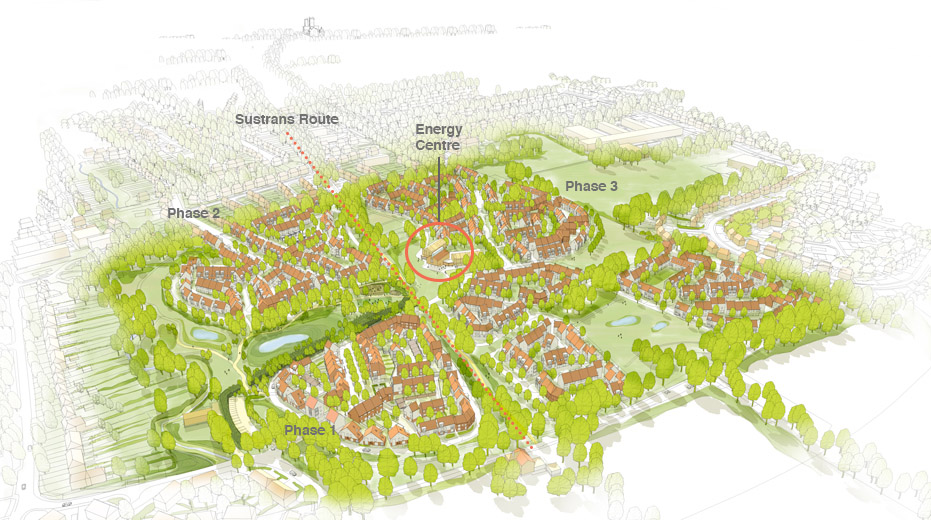 Sustrans Route
Energy
Centre
Phase 3
Phase 2
Phase 1